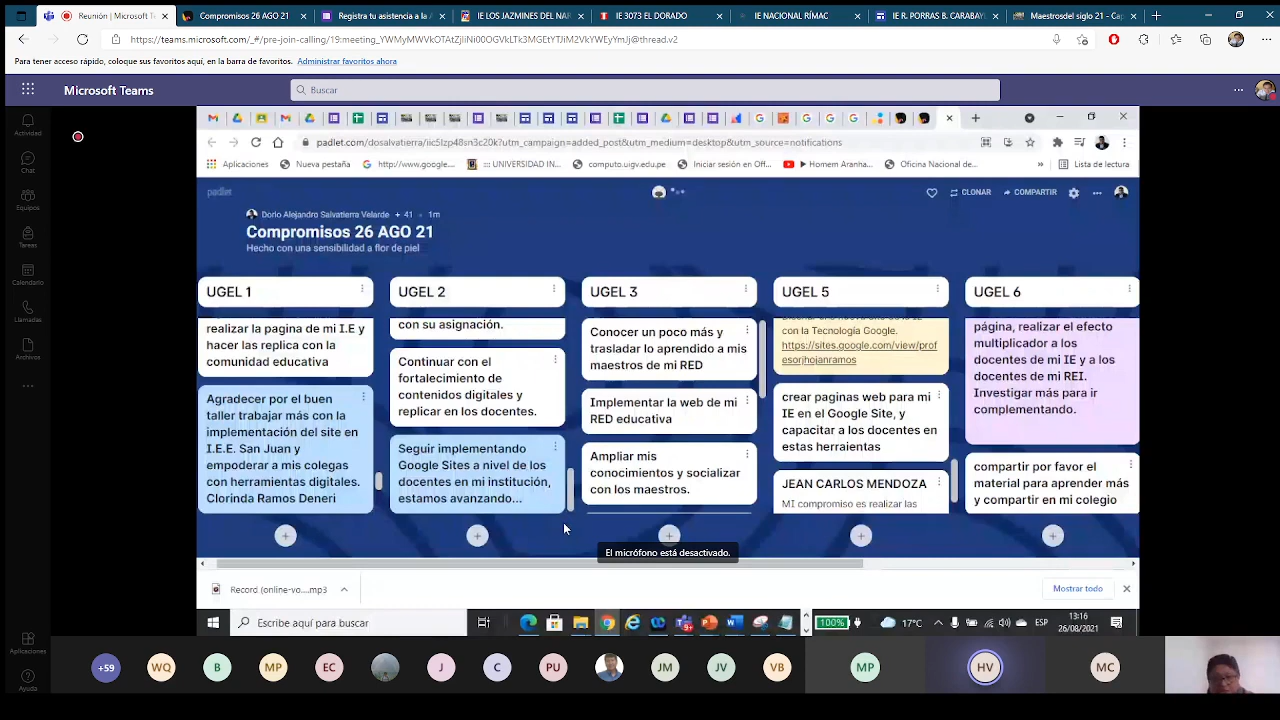 Reunión | Microsoft T
Compromisos 26 AGO 21
Registra tu asistencia a la
IE LOS JAZMINES DEL NAR
IE 3073 EL DORADO
IE NACIONAL RÍMAC
IE R. PORRAS B. CARABAYL
Maestrosdel siglo 21 - Cap
https://teams.microsoft.com/_#/pre-join-calling/19:meeting_YWMyMWVkOTAtZjliNi00OGVkLTk3MGEtYTJiM2VkYWEyYmJj@thread.v2
Para tener acceso rápido, coloque sus favoritos aquí, en la barra de favoritos. Administrar favoritos ahora
Microsoft Teams
Buscar
Actividad
Chat
Equipos
Tareas
Calendario
Llamadas
Archivos
Aplicaciones
Ayuda
padlet.com/dosalvatierra/iic5lzp48sn3c20k?utm_campaign=added_post&utm_medium=desktop&utm_source=notifications
Aplicaciones
Nueva pestaña
http://www.google....
::: UNIVERSIDAD IN...
computo.uigv.edu.pe
Iniciar sesión en Off...
Homem Aranha...
Oficina Nacional de...
»
Lista de lectura
padlet
CLONAR
COMPARTIR
Dorio Alejandro Salvatierra Velarde + 41 1m
Compromisos 26 AGO 21
Hecho con una sensibilidad a flor de piel
UGEL 1
realizar la pagina de mi I.E y
hacer las replica con la
comunidad educativa
Agradecer por el buen
taller trabajar más con la
implementación del site en
I.E.E. San Juan y
empoderar a mis colegas
con herramientas digitales.
Clorinda Ramos Deneri
UGEL 2
con su asignación.
Continuar con el
fortalecimiento de
contenidos digitales y
replicar en los docentes.
Seguir implementando
Google Sites a nivel de los
docentes en mi institución,
estamos avanzando...
UGEL 3
Conocer un poco más y
trasladar lo aprendido a mis
maestros de mi RED
Implementar la web de mi
RED educativa
Ampliar mis
conocimientos y socializar
con los maestros.
UGEL 5
con la Tecnología Google.
https://sites.google.com/view/prof
esorjhojanramos
crear paginas web para mi
IE en el Google Site, y
capacitar a los docentes en
estas herraientas
JEAN CARLOS MENDOZA
MI compromiso es realizar las
UGEL 6
página, realizar el efecto
multiplicador a los
docentes de mi IE y a los
docentes de mi REI.
Investigar más para ir
complementando.
compartir por favor el
material para aprender más
y compartir en mi colegio
El micrófono está desactivado.
Record (online-vo....mp3
Mostrar todo
Escribe aquí para buscar
100%
17°C
ESP
13:16
26/08/2021
+59
WQ
B
MP
EC
J
C
PU
JM
JV
VB
MP
HV
MC